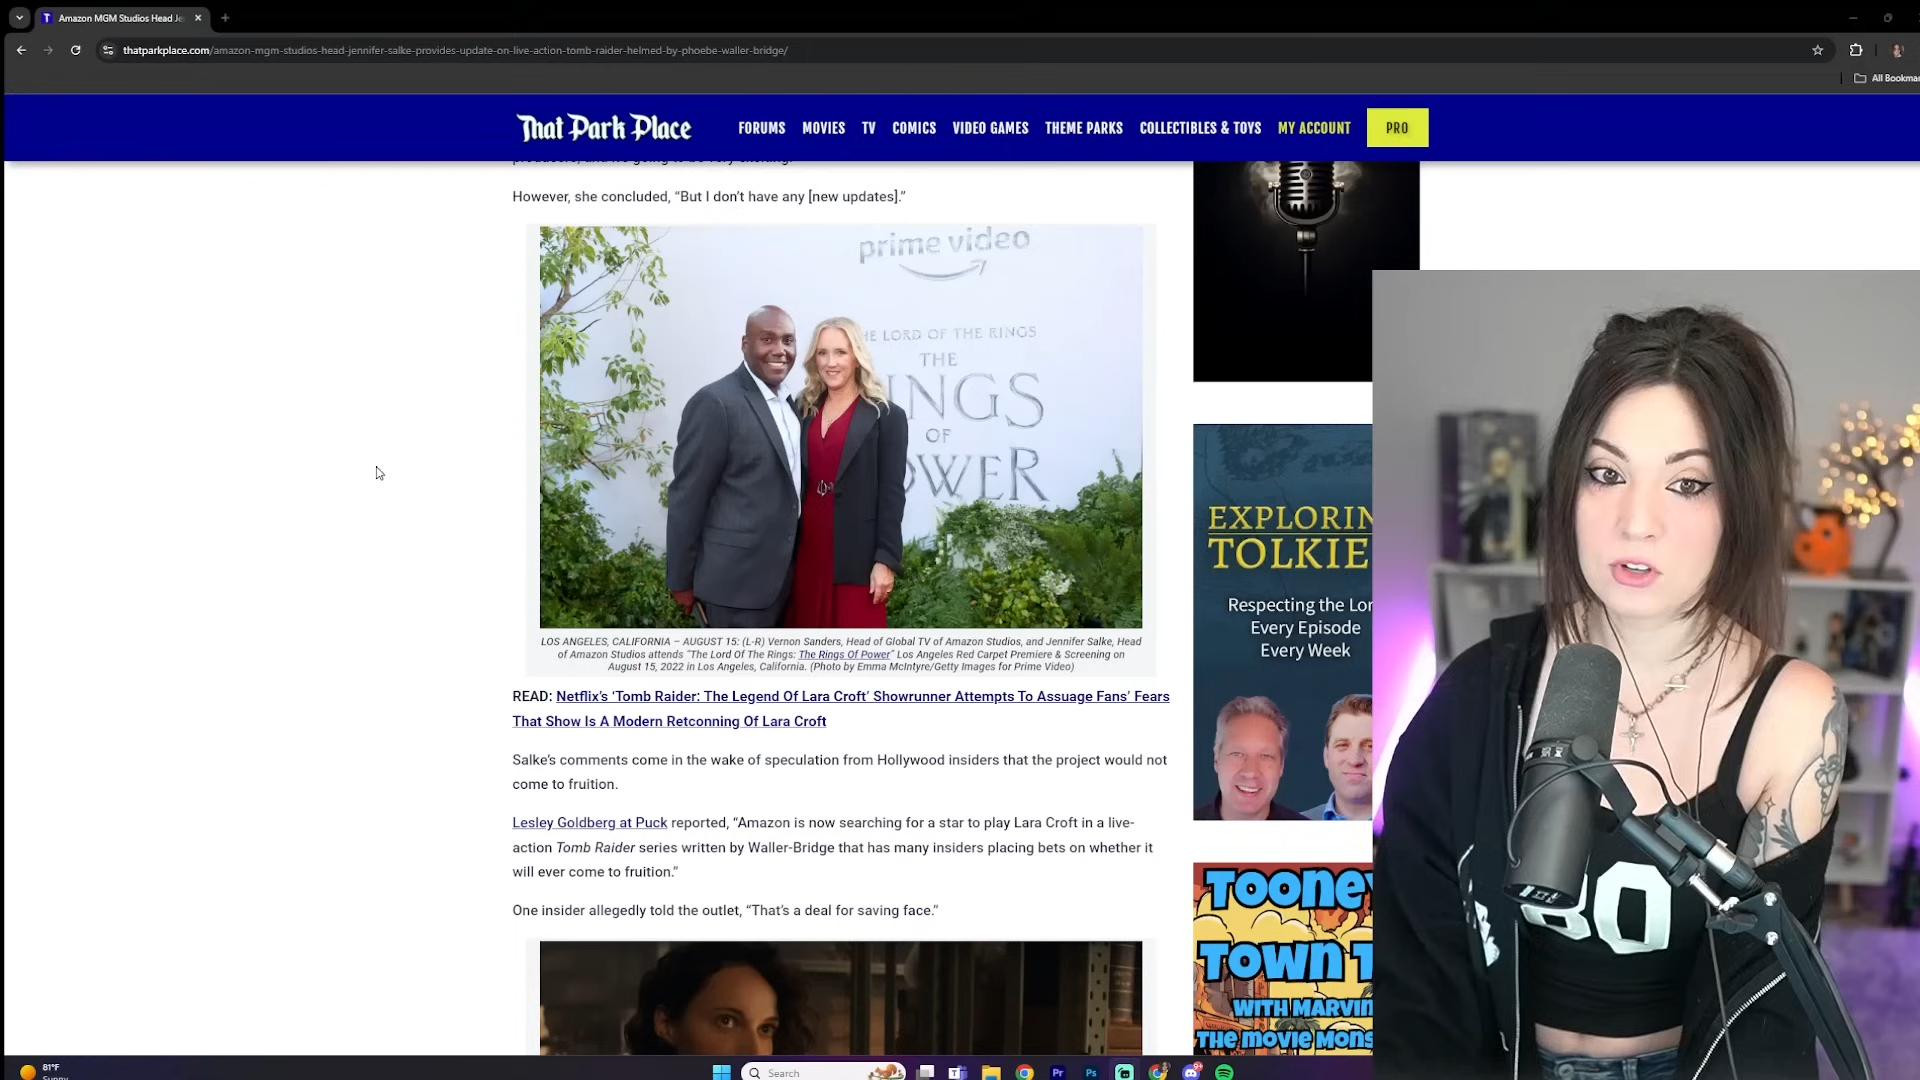 Amazon MGM Studios Head Je
thatparkplace.com/amazon-mgm-studios-head-jennifer-salke-provides-update-on-live-action-tomb-raider-helmed-by-phoebe-waller-bridge/
All Bookmar
That Park Place
FORUMS MOVIES TV COMICS VIDEO GAMES THEME PARKS COLLECTIBLES & TOYS MY ACCOUNT PRO
However, she concluded, “But I don’t have any [new updates].”
prime video
HE LORD OF THE RINGS
THE
INGS
OF
OWER
LOS ANGELES, CALIFORNIA – AUGUST 15: (L-R) Vernon Sanders, Head of Global TV of Amazon Studios, and Jennifer Salke, Head
of Amazon Studios attends "The Lord Of The Rings: The Rings Of Power" Los Angeles Red Carpet Premiere & Screening on
August 15, 2022 in Los Angeles, California. (Photo by Emma McIntyre/Getty Images for Prime Video)
READ: Netflix’s ‘Tomb Raider: The Legend Of Lara Croft’ Showrunner Attempts To Assuage Fans’ Fears
That Show Is A Modern Retconning Of Lara Croft
Salke’s comments come in the wake of speculation from Hollywood insiders that the project would not
come to fruition.
Lesley Goldberg at Puck reported, “Amazon is now searching for a star to play Lara Croft in a live-
action Tomb Raider series written by Waller-Bridge that has many insiders placing bets on whether it
will ever come to fruition.”
One insider allegedly told the outlet, “That’s a deal for saving face.”
EXPLORIN
TOLKIE
Respecting the Lor
Every Episode
Every Week
TOONE
TOWN T
WITH MARVIN
THE MOVIE MONS
BO
81°F
Sunny
Search